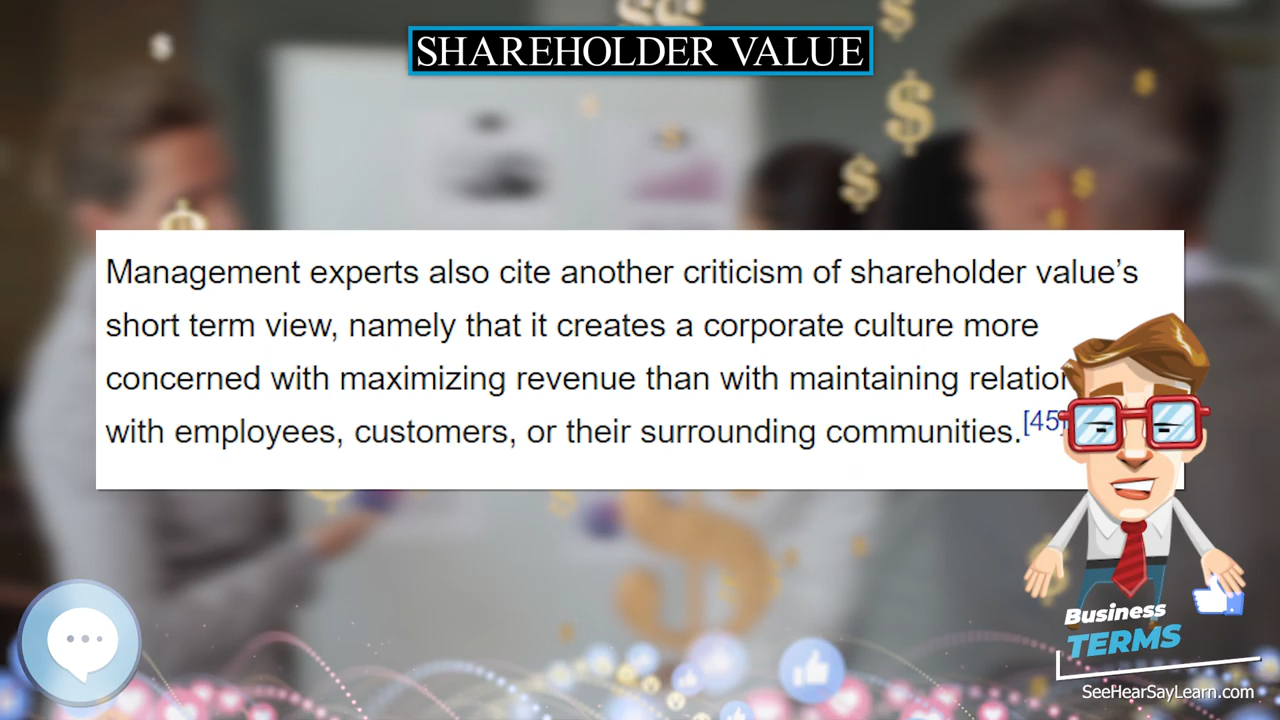 SHAREHOLDER VALUE
Management experts also cite another criticism of shareholder value’s
short term view, namely that it creates a corporate culture more
concerned with maximizing revenue than with maintaining
with employees, customers, or their surrounding communities.[45]
Business
TERMS
SeeHearSayLearn.com